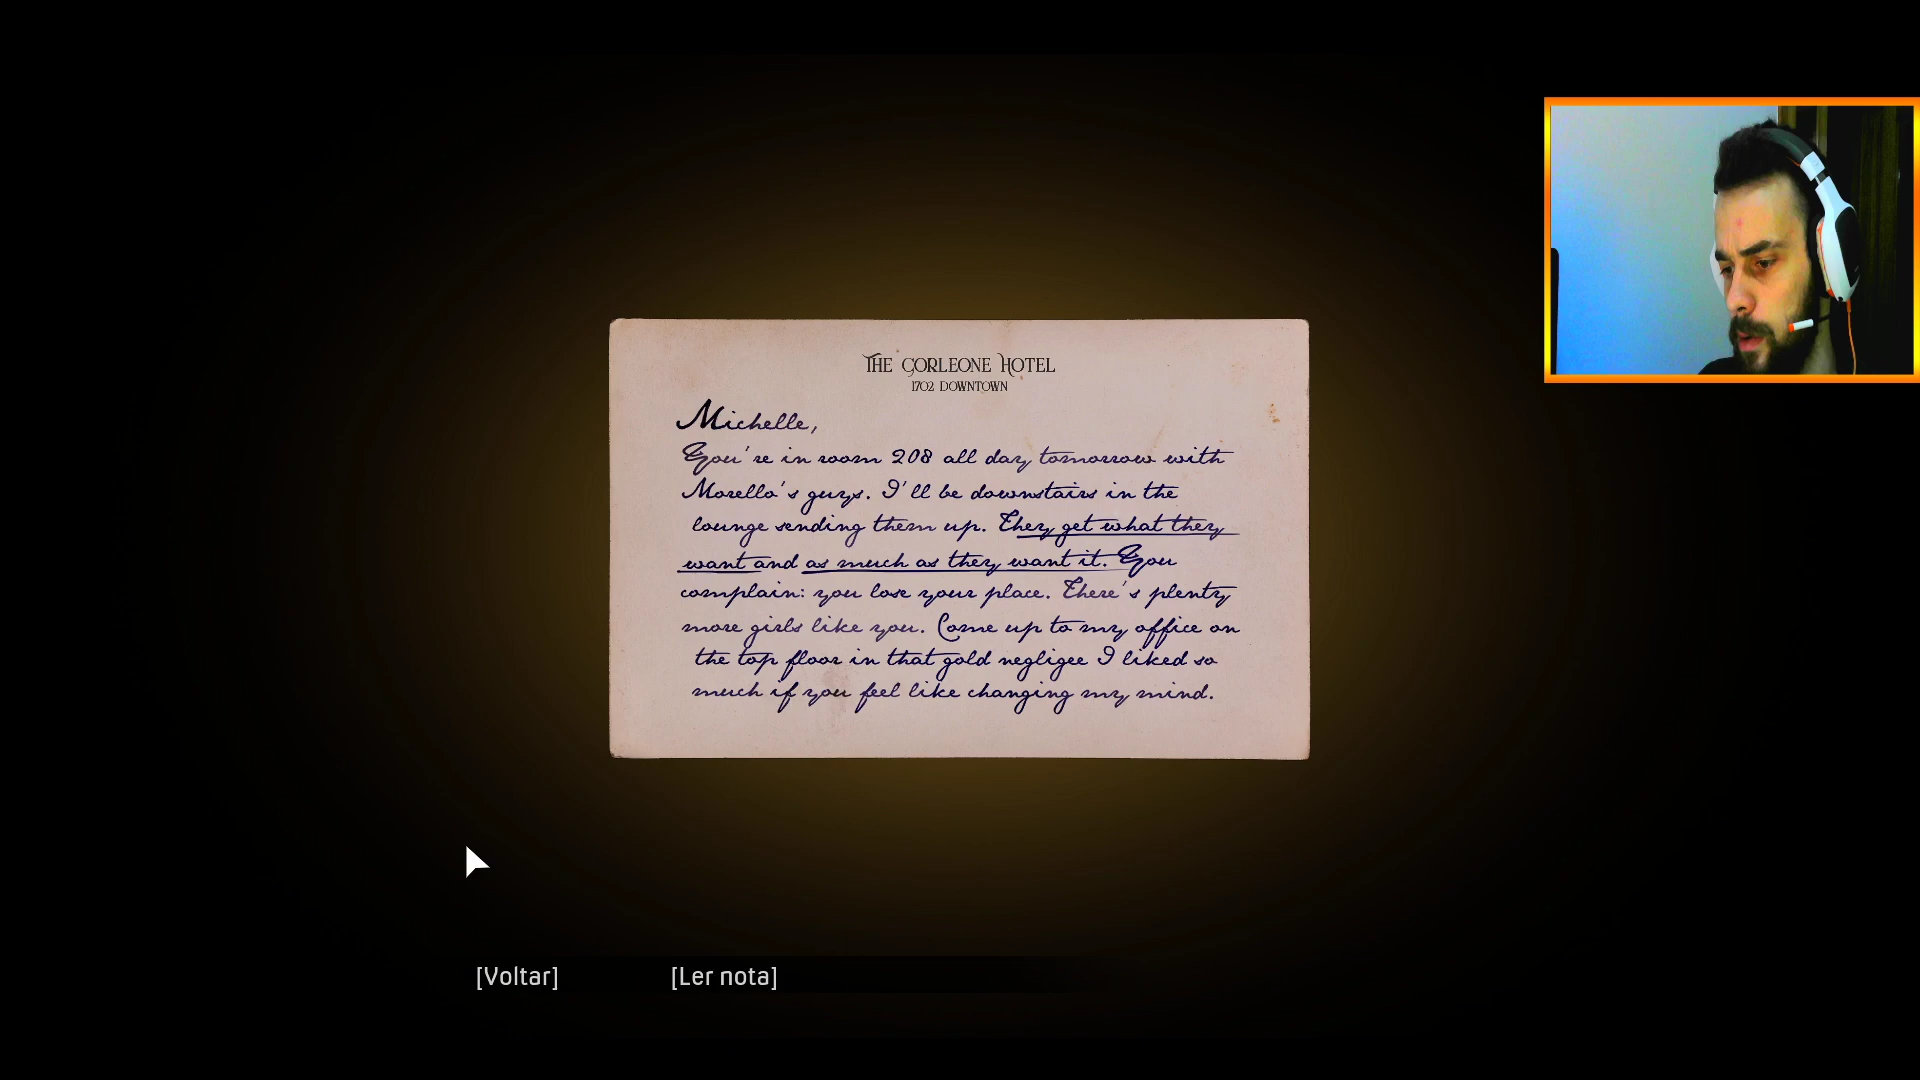 THE CORLEONE HOTEL
1702 DOWNTOWN
Michelle,
You're in room 208 all day tomorrow with
Morello's guys. I'll be downstairs in the
lounge sending them up. They get what they
want and as much as they want it. You
complain: you lose your place. There's plenty
more girls like you. Come up to my office on
the top floor in that gold negligee I liked so
much if you feel like changing my mind.
[Voltar] [Ler nota]